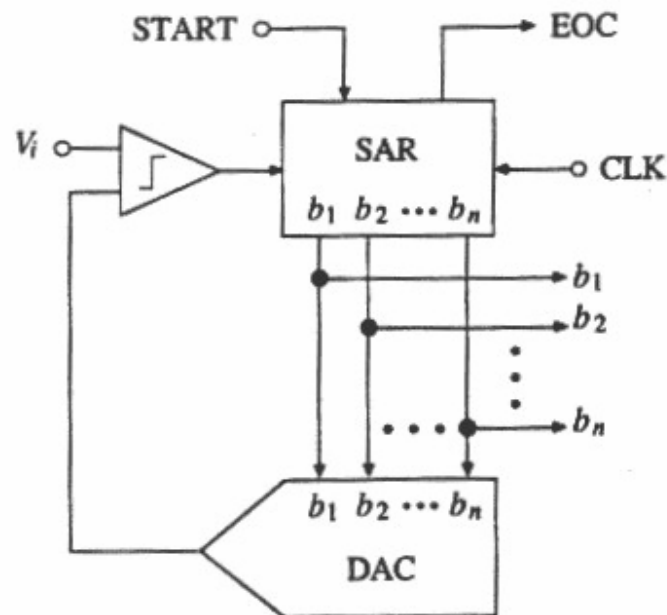 START
EOC
V_i
SAR
CLK
b_1 b_2 ··· b_n
b_1
b_2
b_n
b_1 b_2 ··· b_n
DAC